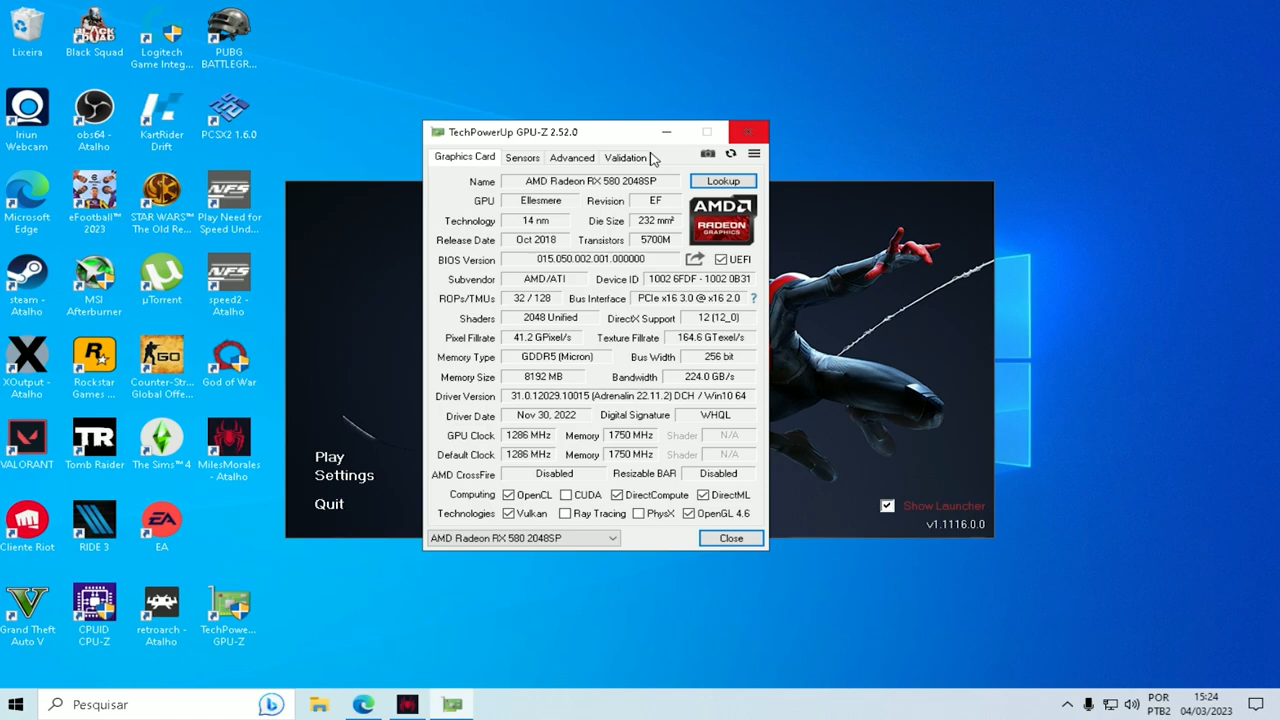 Lixeira
Black Squad
Logitech
Game Integ...
PUBG
BATTLEGR...
Iriun
Webcam
obs64 -
Atalho
KartRider
Drift
PCSX2 1.6.0
Microsoft
Edge
eFootball™
2023
STAR WARS™
The Old Re...
Play Need for
Speed Und...
steam -
Atalho
MSI
Afterburner
µTorrent
speed2 -
Atalho
XOutput -
Atalho
Rockstar
Games ...
Counter-Str...
Global Offe...
God of War
VALORANT
Tomb Raider
The Sims™ 4
MilesMorales
- Atalho
Cliente Riot
RIDE 3
EA
Grand Theft
Auto V
CPUID
CPU-Z
retroarch -
Atalho
TechPowe...
GPU-Z
TechPowerUp GPU-Z 2.52.0
Graphics Card Sensors Advanced Validation
Name AMD Radeon RX 580 2048SP Lookup
GPU Ellesmere Revision EF
Technology 14 nm Die Size 232 mm²
Release Date Oct 2018 Transistors 5700M
BIOS Version 015.050.002.001.000000 UEFI
Subvendor AMD/ATI Device ID 1002 6FDF - 1002 0B31
ROPs/TMUs 32 / 128 Bus Interface PCIe x16 3.0 @ x16 2.0 ?
Shaders 2048 Unified DirectX Support 12 (12_0)
Pixel Fillrate 41.2 GPixel/s Texture Fillrate 164.6 GTexel/s
Memory Type GDDR5 (Micron) Bus Width 256 bit
Memory Size 8192 MB Bandwidth 224.0 GB/s
Driver Version 31.0.12029.10015 (Adrenalin 22.11.2) DCH / Win10 64
Driver Date Nov 30, 2022 Digital Signature WHQL
GPU Clock 1286 MHz Memory 1750 MHz Shader N/A
Default Clock 1286 MHz Memory 1750 MHz Shader N/A
AMD CrossFire Disabled Resizable BAR Disabled
Computing OpenCL CUDA DirectCompute DirectML
Technologies Vulkan Ray Tracing PhysX OpenGL 4.6
AMD Radeon RX 580 2048SP Close
AMD
RADEON
GRAPHICS
Play
Settings
Quit
Show Launcher
v1.1116.0.0
Pesquisar
POR
PTB2
15:24
04/03/2023